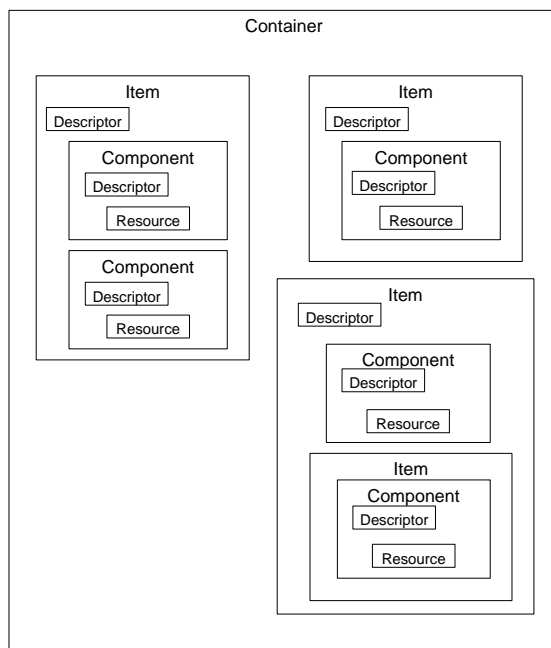 Container
Item
Descriptor
Component
Descriptor
Resource
Component
Descriptor
Resource
Item
Descriptor
Component
Descriptor
Resource
Item
Descriptor
Component
Descriptor
Resource
Item
Component
Descriptor
Resource